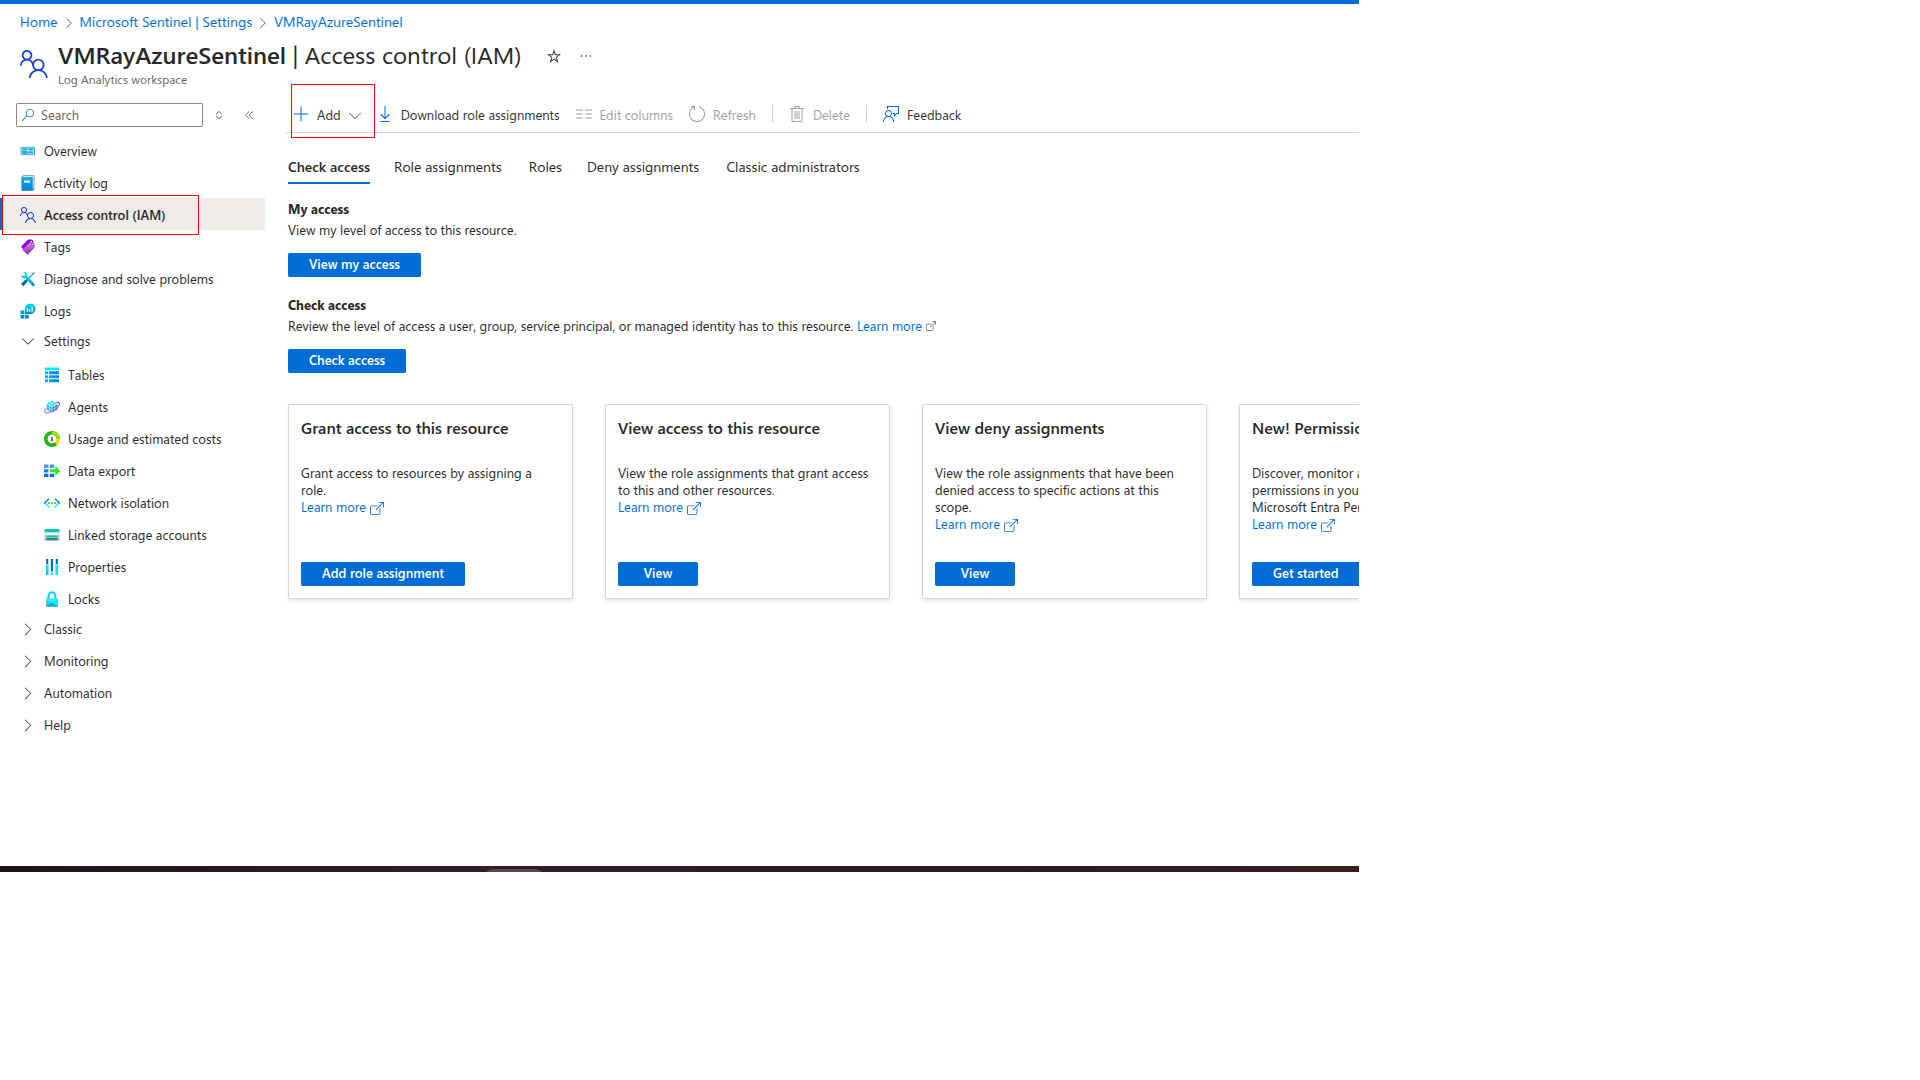 Home > Microsoft Sentinel | Settings > VMRayAzureSentinel
VMRayAzureSentinel | Access control (IAM)
Log Analytics workspace
Search
Add
Download role assignments
Edit columns
Refresh
Delete
Feedback
Overview
Activity log
Access control (IAM)
Tags
Diagnose and solve problems
Logs
Settings
Tables
Agents
Usage and estimated costs
Data export
Network isolation
Linked storage accounts
Properties
Locks
Classic
Monitoring
Automation
Help
Check access
Role assignments
Roles
Deny assignments
Classic administrators
My access
View my level of access to this resource.
View my access
Check access
Review the level of access a user, group, service principal, or managed identity has to this resource. Learn more
Check access
Grant access to this resource
Grant access to resources by assigning a
role.
Learn more
Add role assignment
View access to this resource
View the role assignments that grant access
to this and other resources.
Learn more
View
View deny assignments
View the role assignments that have been
denied access to specific actions at this
scope.
Learn more
View
New!
Discover, monitor
permissions in
Microsoft Entra
Learn more
Get started